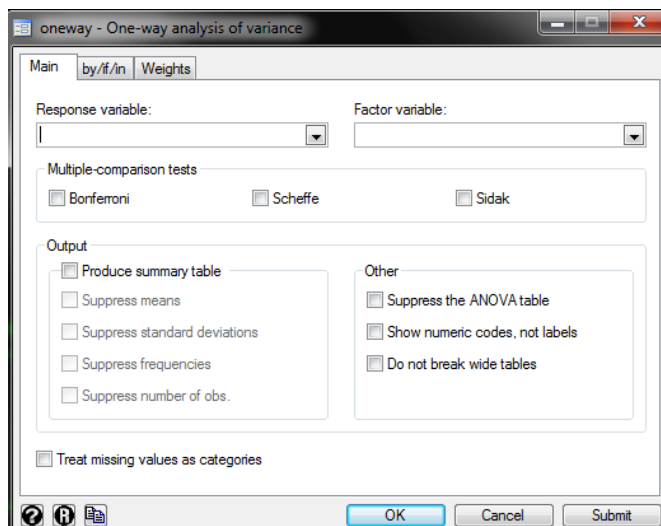 oneway - One-way analysis of variance
Main by/if/in Weights
Response variable: Factor variable:
Multiple-comparison tests
Bonferroni Scheffe Sidak
Output
Produce summary table Other
Suppress means Suppress the ANOVA table
Suppress standard deviations Show numeric codes, not labels
Suppress frequencies Do not break wide tables
Suppress number of obs.
Treat missing values as categories
? R OK Cancel Submit